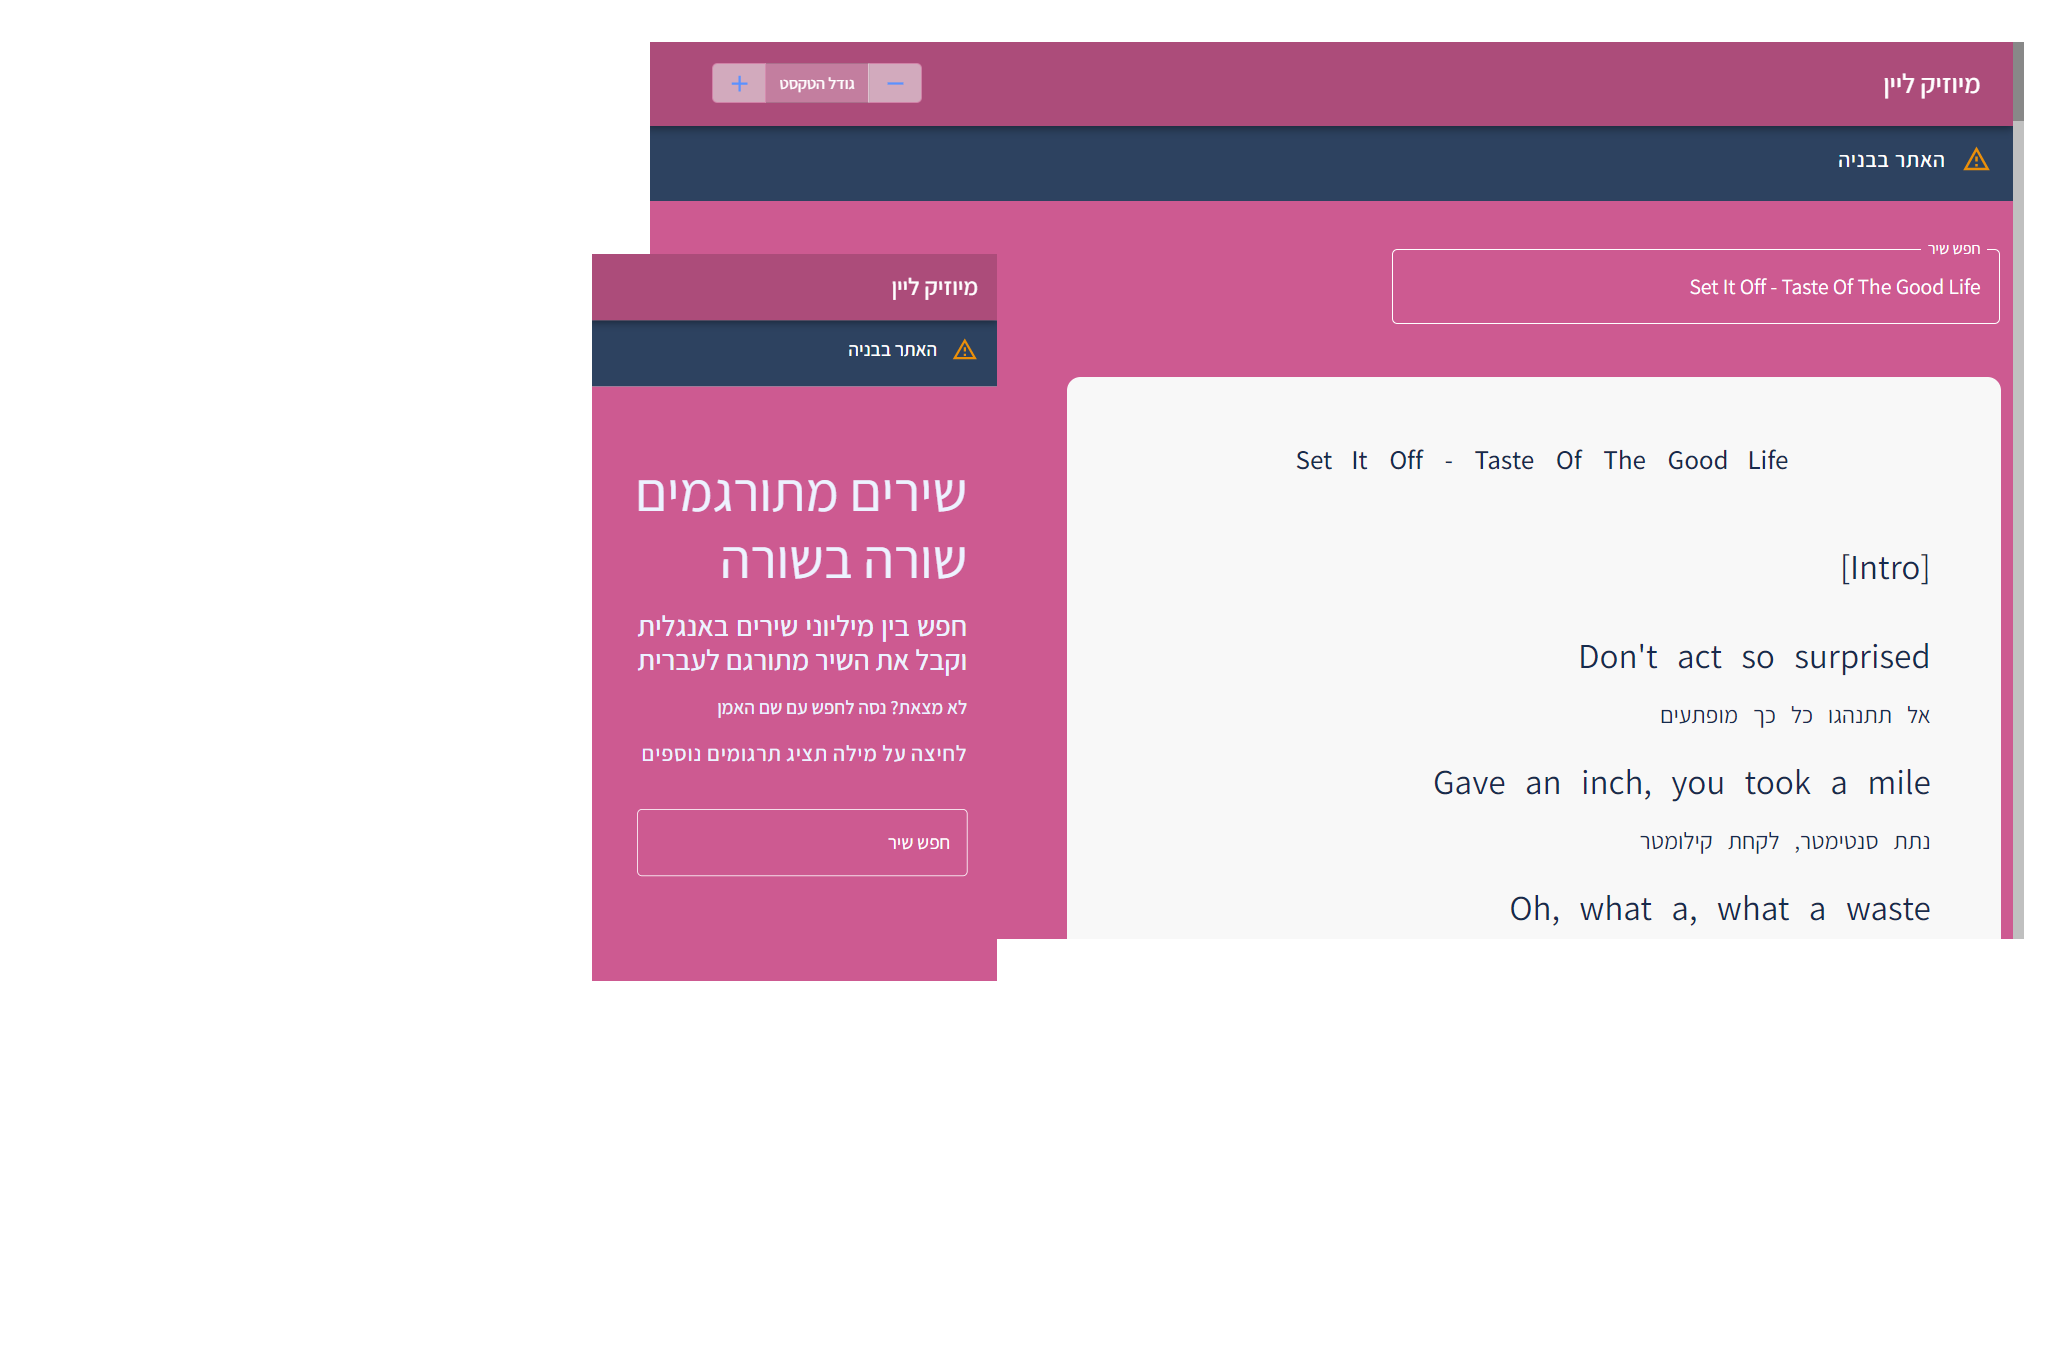 מיוזיק ליין
גודל הטקסט
האתר בבניה
חפש שיר
Set It Off - Taste Of The Good Life
Set It Off - Taste Of The Good Life
[Intro]
Don't act so surprised
אל תתנהגו כל כך מופתעים
Gave an inch, you took a mile
נתת סנטימטר, לקחת קילומטר
Oh, what a, what a waste
מיוזיק ליין
האתר בבניה
שירים מתורגמים
שורה בשורה
חפש בין מיליוני שירים באנגלית
וקבל את השיר מתורגם לעברית
לא מצאת? נסה לחפש עם שם האמן
לחיצה על מילה תציג תרגומים נוספים
חפש שיר